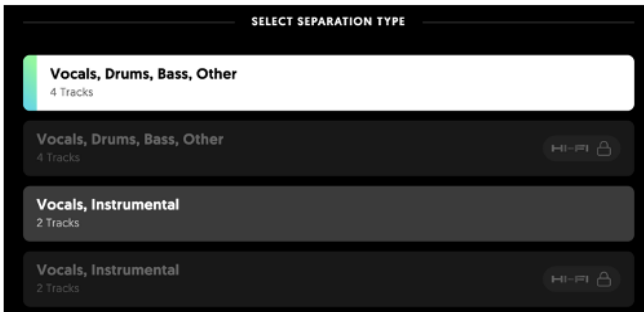 SELECT SEPARATION TYPE
Vocals, Drums, Bass, Other
4 Tracks
Vocals, Drums, Bass, Other
4 Tracks
HI-FI
Vocals, Instrumental
2 Tracks
Vocals, Instrumental
2 Tracks
HI-FI